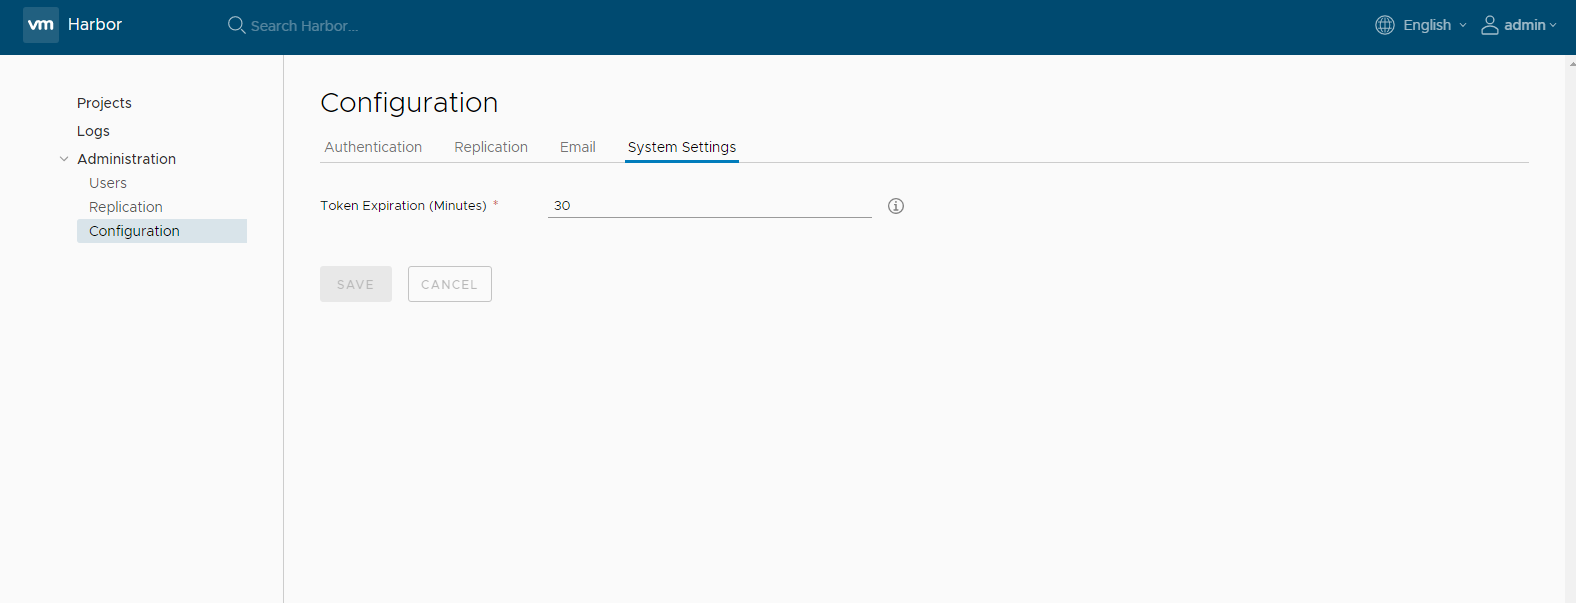 vm Harbor
Search Harbor...
English
admin
Projects
Logs
Administration
Users
Replication
Configuration
Configuration
Authentication Replication Email System Settings
Token Expiration (Minutes) * 30
SAVE CANCEL